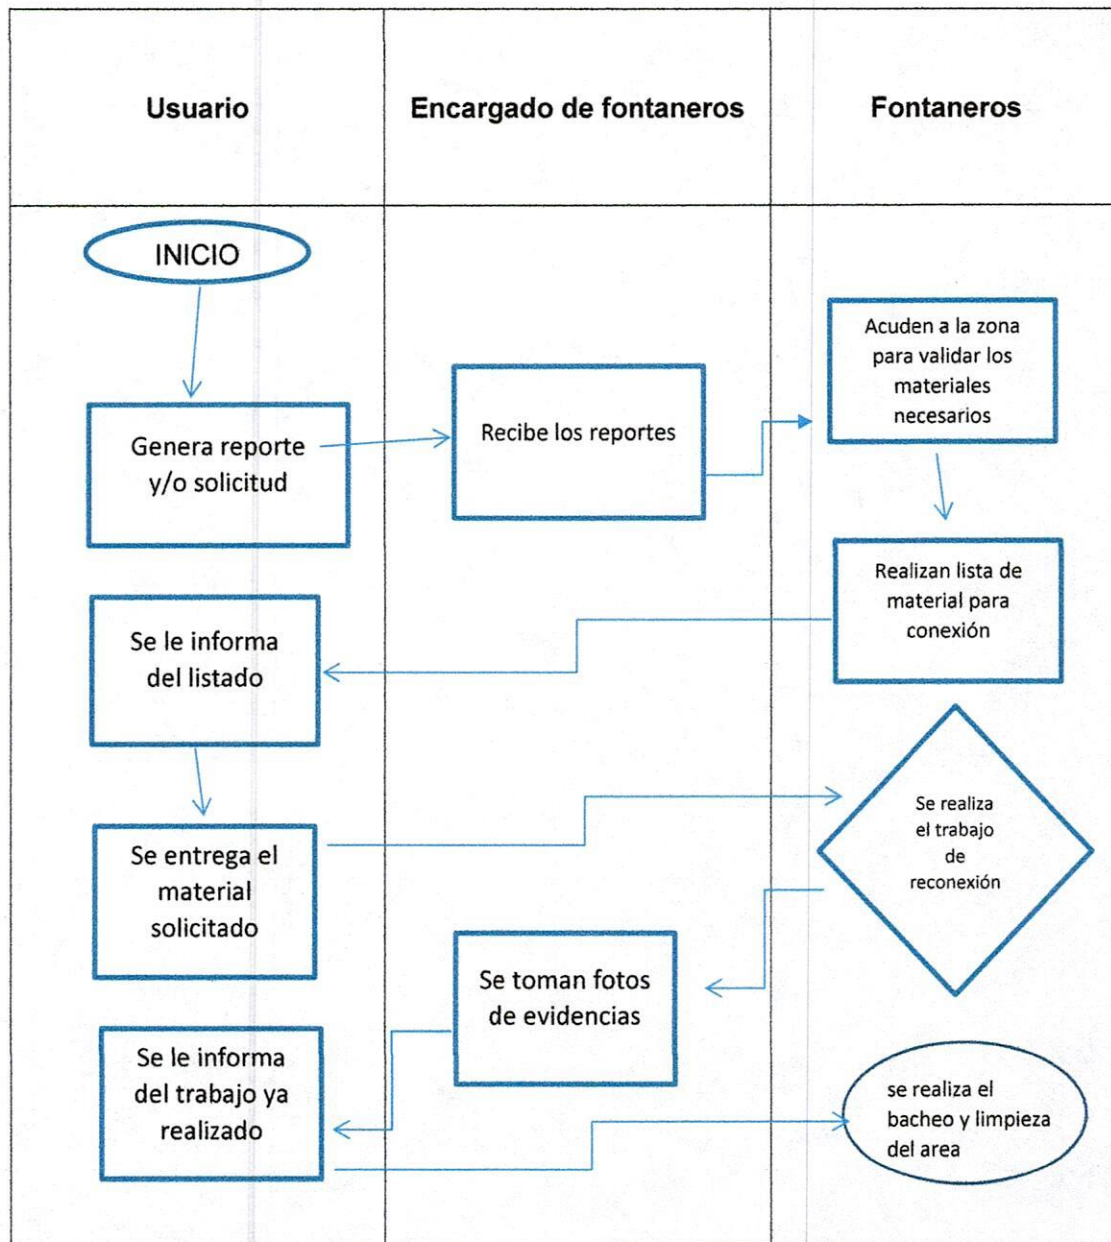 Usuario
Encargado de fontaneros
Fontaneros
INICIO
Genera reporte
y/o solicitud
Recibe los reportes
Acuden a la zona
para validar los
materiales
necesarios
Realizan lista de
material para
conexión
Se le informa
del listado
Se entrega el
material
solicitado
Se realiza
el trabajo
de
reconexión
Se toman fotos
de evidencias
Se le informa
del trabajo ya
realizado
se realiza el
bacheo y limpieza
del area